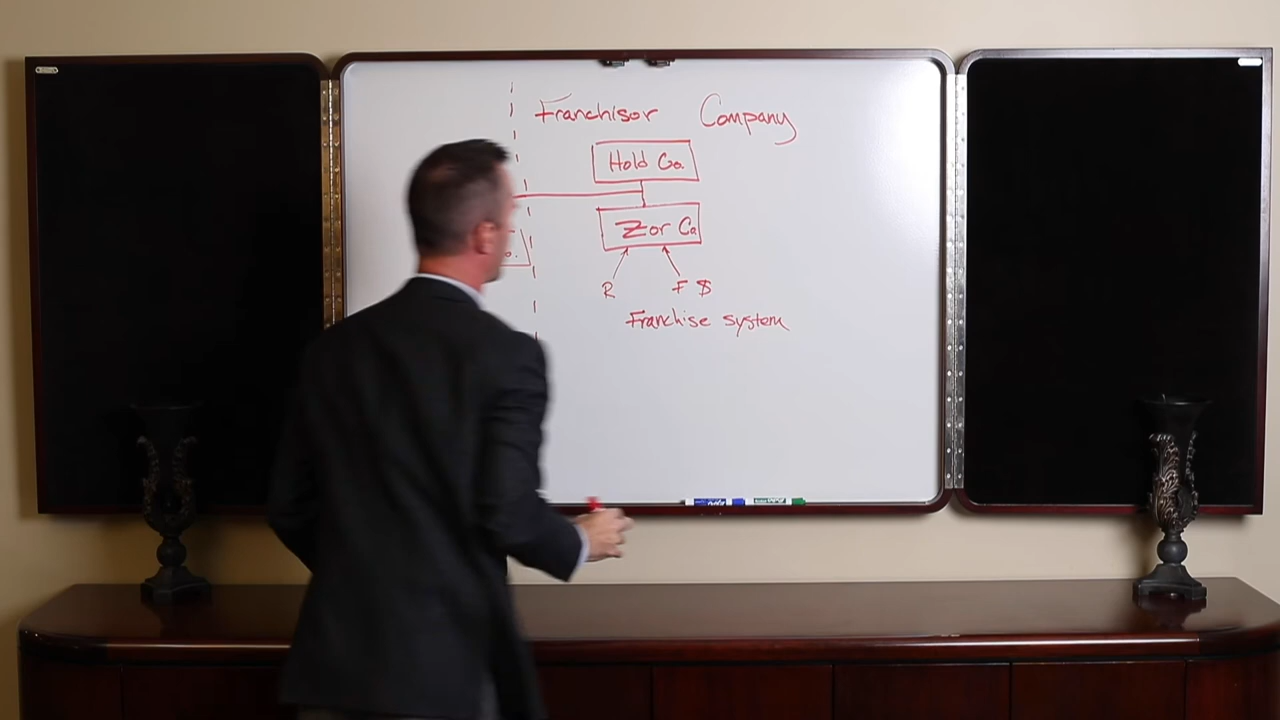 Franchisor Company
Hold Co.
Zor Co
o.
R F $
Franchise system